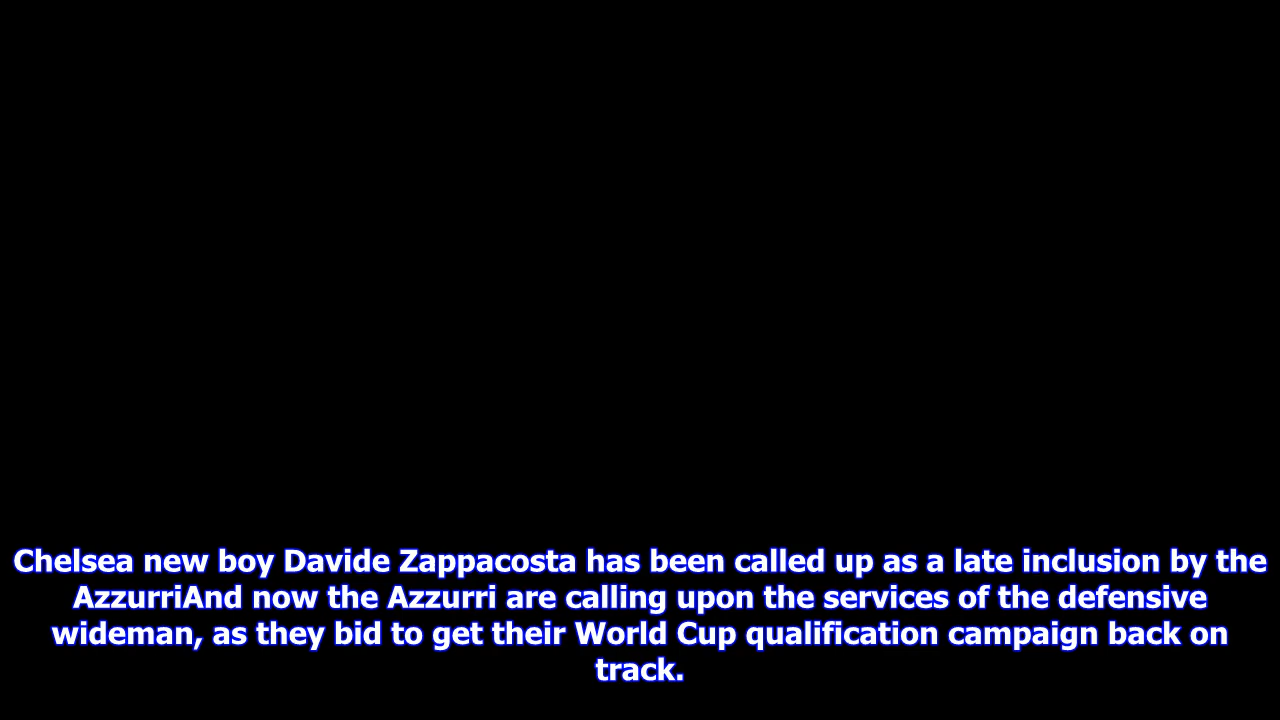 Chelsea new boy Davide Zappacosta has been called up as a late inclusion by the
AzzurriAnd now the Azzurri are calling upon the services of the defensive
wideman, as they bid to get their World Cup qualification campaign back on
track.